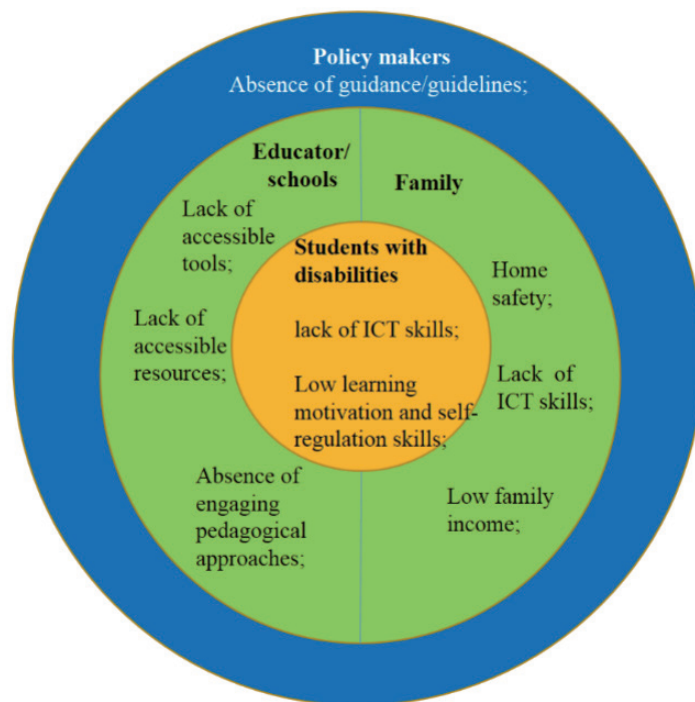 Policy makers
Absence of guidance/guidelines;
Educator/
schools
Lack of
accessible
tools;
Lack of
accessible
resources;
Absence of
engaging
pedagogical
approaches;
Family
Home
safety;
Lack of
ICT skills;
Low family
income;
Students with
disabilities
lack of ICT skills;
Low learning
motivation and self-
regulation skills;